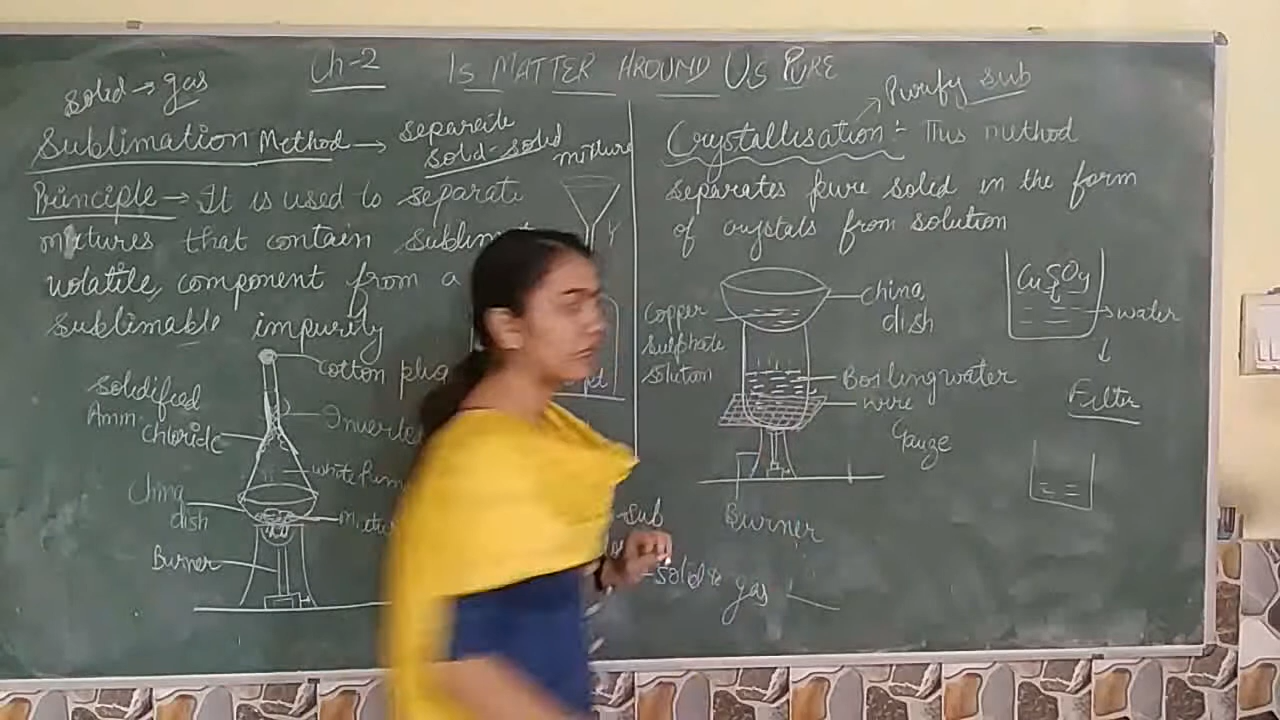 Ch-2 IS MATTER AROUND US PURE
solid → gas
Sublimation Method → separate
solid-solid
mixture
Principle → It is used to separate
mixtures that contain
volatile, component from a
sublimable impurity
Cotton
Solidified
Amm.
Chloride
Inverted
white
China
dish
Burner
Purify sub
Crystallisation :- This method
separates pure solid in the form
of crystals from solution
Copper
Sulphate
solution
China
dish
Boiling water
wire
Gauze
Burner
CuSO4
→ water
↓
Filter
-sub
-solid &
gas